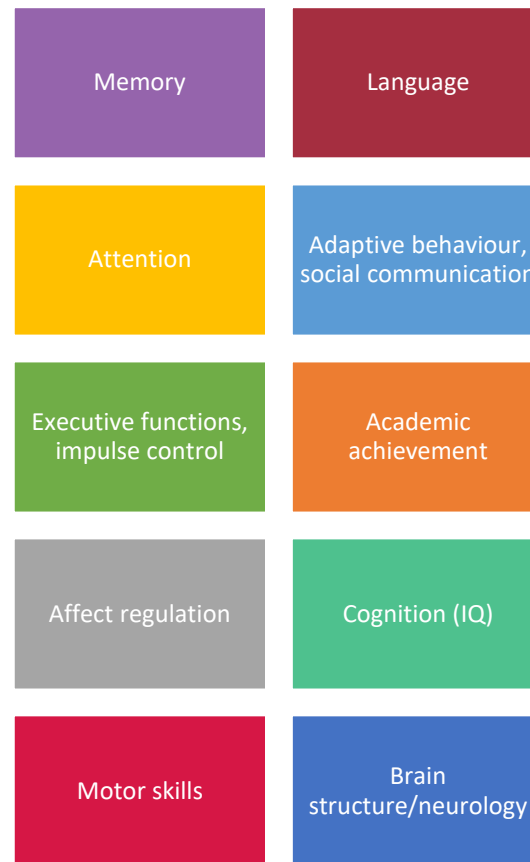 Memory
Language
Attention
Adaptive behaviour,
social communication
Executive functions,
impulse control
Academic
achievement
Affect regulation
Cognition (IQ)
Motor skills
Brain
structure/neurology